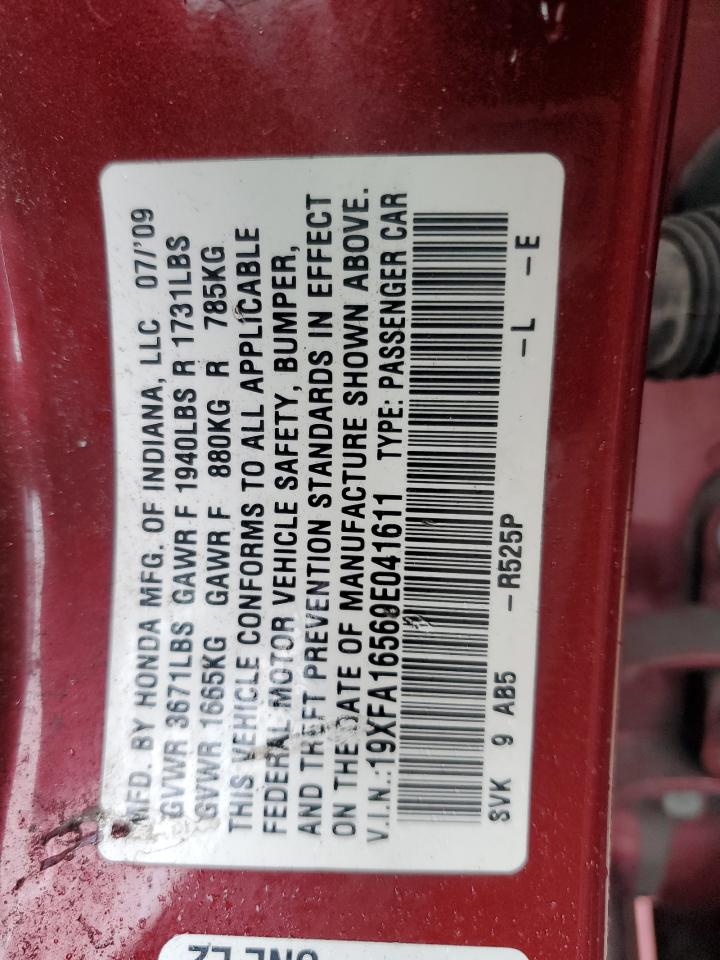 MFD. BY HONDA MFG. OF INDIANA, LLC 07/'09
GVWR 3671LBS GAWR F 1940LBS R 1731LBS
GVWR 1665KG GAWR F 880KG R 785KG
THIS VEHICLE CONFORMS TO ALL APPLICABLE
FEDERAL MOTOR VEHICLE SAFETY, BUMPER,
AND THEFT PREVENTION STANDARDS IN EFFECT
ON THE DATE OF MANUFACTURE SHOWN ABOVE.
V.I.N.:19XFA16569E041611 TYPE: PASSENGER CAR
SVK 9 AB5 -R525P -L -E